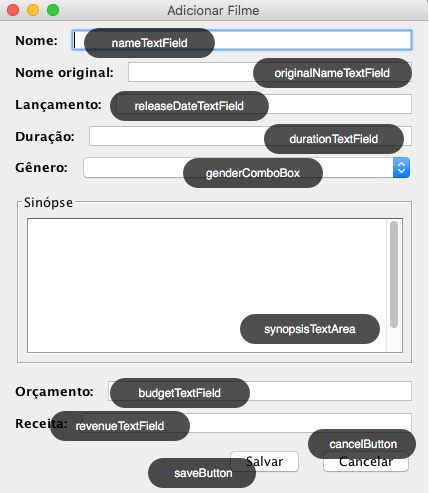 Adicionar Filme
Nome: nameTextField
Nome original: originalNameTextField
Lançamento: releaseDateTextField
Duração: durationTextField
Gênero: genderComboBox
Sinópse
synopsisTextArea
Orçamento: budgetTextField
Receita: revenueTextField
cancelButton
Salvar Cancelar
saveButton